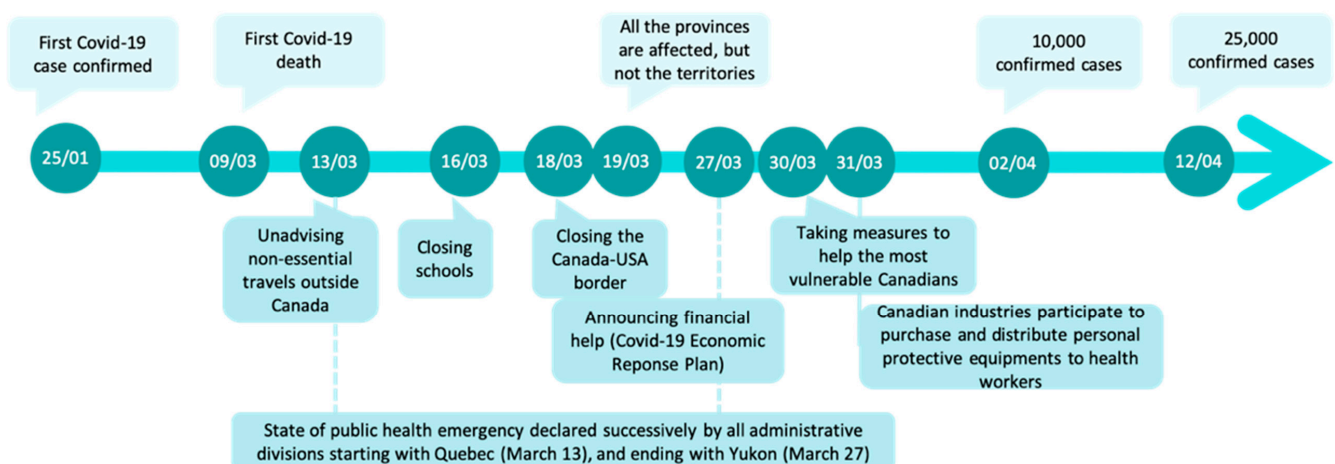 First Covid-19
case confirmed
First Covid-19
death
All the provinces
are affected, but
not the territories
10,000
confirmed cases
25,000
confirmed cases
25/01
09/03
13/03
16/03
18/03
19/03
27/03
30/03
31/03
02/04
12/04
Unadvising
non-essential
travels outside
Canada
Closing
schools
Closing the
Canada-USA
border
Taking measures to
help the most
vulnerable Canadians
Announcing financial
help (Covid-19 Economic
Reponse Plan)
Canadian industries participate to
purchase and distribute personal
protective equipments to health
workers
State of public health emergency declared successively by all administrative
divisions starting with Quebec (March 13), and ending with Yukon (March 27)